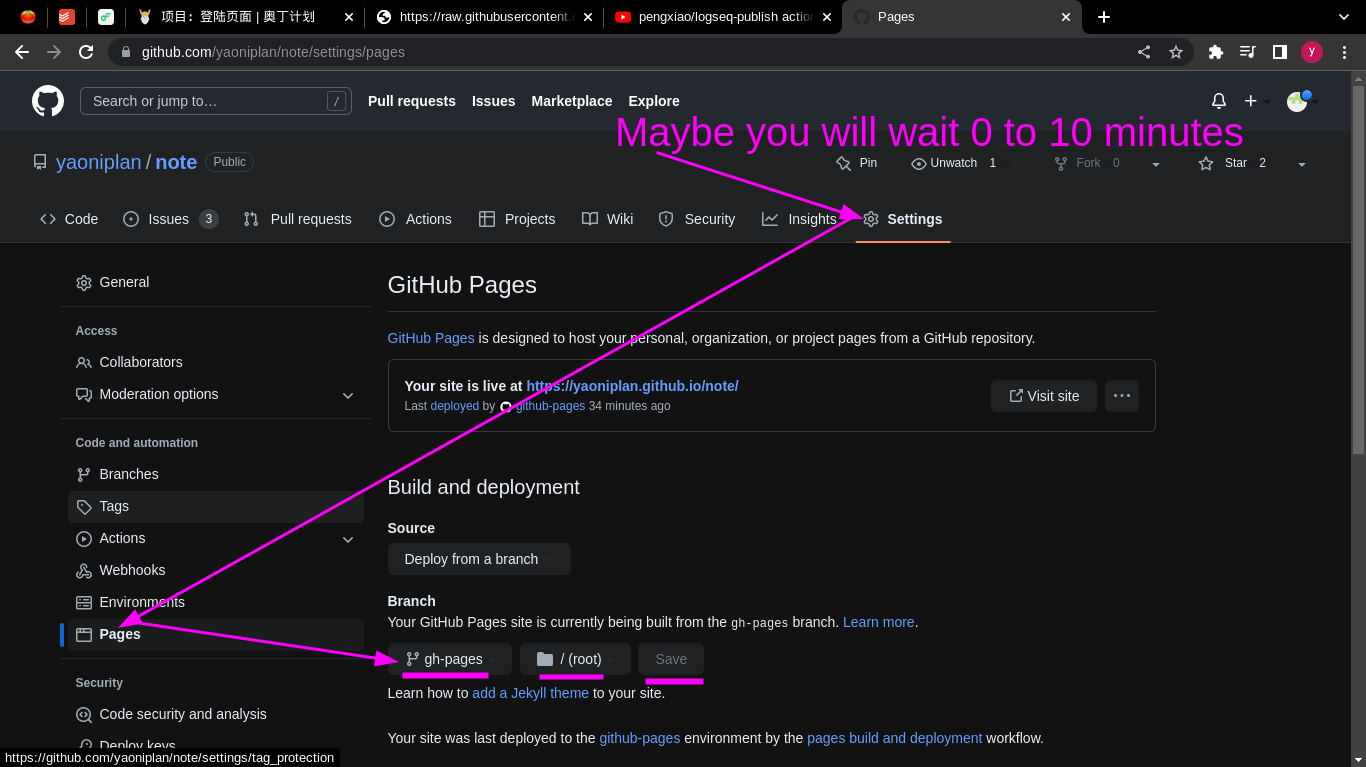 项目: 登陆页面 | 奥丁计划
https://raw.githubusercontent.
pengxiao/logseq-publish actio
Pages
github.com/yaoniplan/note/settings/pages
y
Search or jump to…
/
Pull requests
Issues
Marketplace
Explore
Maybe you will wait 0 to 10 minutes
yaoniplan / note
Public
Pin
Unwatch 1
Fork 0
Star 2
Code
Issues 3
Pull requests
Actions
Projects
Wiki
Security
Insights
Settings
General
Access
Collaborators
Moderation options
Code and automation
Branches
Tags
Actions
Webhooks
Environments
Pages
Security
Code security and analysis
Deploy keys
GitHub Pages
GitHub Pages is designed to host your personal, organization, or project pages from a GitHub repository.
Your site is live at https://yaoniplan.github.io/note/
Last deployed by github-pages 34 minutes ago
Visit site
Build and deployment
Source
Deploy from a branch
Branch
Your GitHub Pages site is currently being built from the gh-pages branch. Learn more.
gh-pages
/ (root)
Save
Learn how to add a Jekyll theme to your site.
Your site was last deployed to the github-pages environment by the pages build and deployment workflow.
https://github.com/yaoniplan/note/settings/tag_protection